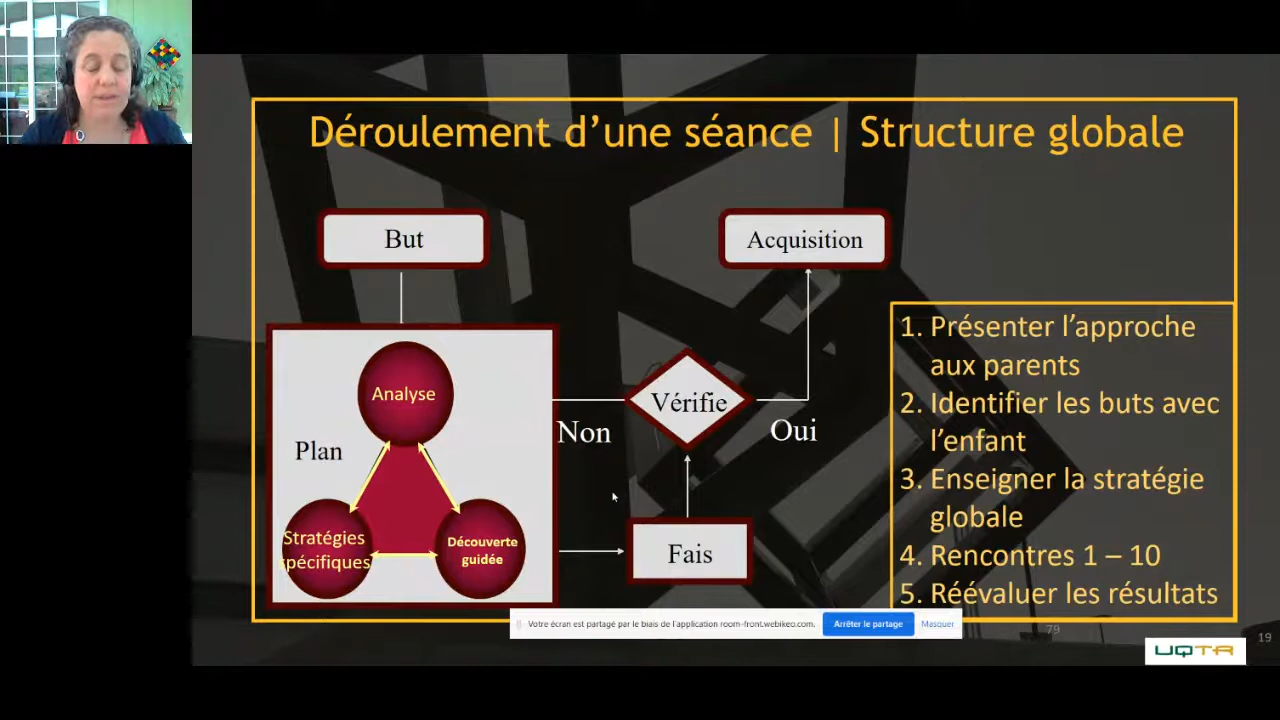 Déroulement d’une séance | Structure globale
But
Acquisition
Analyse
Plan
Stratégies
spécifiques
Découverte
guidée
Non
Vérifie
Oui
Fais
1. Présenter l’approche
aux parents
2. Identifier les buts avec
l’enfant
3. Enseigner la stratégie
globale
4. Rencontres 1 – 10
5. Réévaluer les résultats
Votre écran est partagé par le biais de l'application room-front.webikeo.com.
Arrêter le partage
Masquer
79
19
UQTR